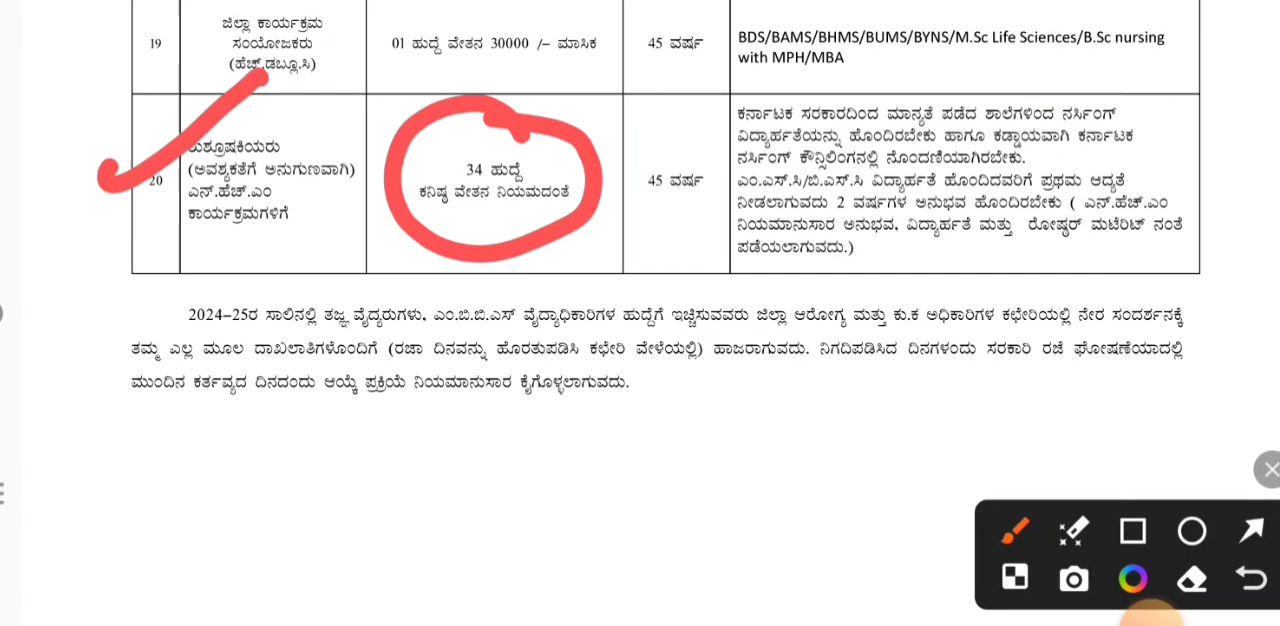 19
ಜಿಲ್ಲಾ ಕಾರ್ಯಕ್ರಮ
ಸಂಯೋಜಕರು
(ಹೆಚ್.ಡಬ್ಲೂ.ಸಿ)
01 ಹುದ್ದೆ ವೇತನ 30000 /– ಮಾಸಿಕ
45 ವರ್ಷ
BDS/BAMS/BHMS/BUMS/BYNS/M.Sc Life Sciences/B.Sc nursing
with MPH/MBA
20
(ಅವಶ್ಯಕತೆಗೆ ಅನುಗುಣವಾಗಿ)
ಎನ್.ಹೆಚ್.ಎಂ
ಕಾರ್ಯಕ್ರಮಗಳಿಗೆ
34 ಹುದ್ದೆ
ಕನಿಷ್ಠ ವೇತನ ನಿಯಮದಂತೆ
45 ವರ್ಷ
ಕರ್ನಾಟಕ ಸರಕಾರದಿಂದ ಮಾನ್ಯತೆ ಪಡೆದ ಶಾಲೆಗಳಿಂದ ನರ್ಸಿಂಗ್
ವಿದ್ಯಾರ್ಹತೆಯನ್ನು ಹೊಂದಿರಬೇಕು ಹಾಗೂ ಕಡ್ಡಾಯವಾಗಿ ಕರ್ನಾಟಕ
ನರ್ಸಿಂಗ್ ಕೌನ್ಸಿಲಿಂಗನಲ್ಲಿ ನೊಂದಣಿಯಾಗಿರಬೇಕು.
ಎಂ.ಎಸ್.ಸಿ/ಬಿ.ಎಸ್.ಸಿ ವಿದ್ಯಾರ್ಹತೆ ಹೊಂದಿದವರಿಗೆ ಪ್ರಥಮ ಆದ್ಯತೆ
ನೀಡಲಾಗುವದು 2 ವರ್ಷಗಳ ಅನುಭವ ಹೊಂದಿರಬೇಕು ( ಎನ್.ಹೆಚ್.ಎಂ
ನಿಯಮಾನುಸಾರ ಅನುಭವ, ವಿದ್ಯಾರ್ಹತೆ ಮತ್ತು ರೋಷ್ಠರ್ ಮಟೆರಿಟ್ ನಂತೆ
ಪಡೆಯಲಾಗುವದು.)
2024–25ರ ಸಾಲಿನಲ್ಲಿ ತಜ್ಞ ವೈದ್ಯರುಗಳು, ಎಂ.ಬಿ.ಬಿ.ಎಸ್ ವೈದ್ಯಾಧಿಕಾರಿಗಳ ಹುದ್ದೆಗೆ ಇಚ್ಚಿಸುವವರು ಜಿಲ್ಲಾ ಆರೋಗ್ಯ ಮತ್ತು ಕು.ಕ ಅಧಿಕಾರಿಗಳ ಕಛೇರಿಯಲ್ಲಿ ನೇರ ಸಂದರ್ಶನಕ್ಕೆ
ತಮ್ಮ ಎಲ್ಲ ಮೂಲ ದಾಖಲಾತಿಗಳೊಂದಿಗೆ (ರಜಾ ದಿನವನ್ನು ಹೊರತುಪಡಿಸಿ ಕಛೇರಿ ವೇಳೆಯಲ್ಲಿ) ಹಾಜರಾಗುವದು. ನಿಗದಿಪಡಿಸಿದ ದಿನಗಳಂದು ಸರಕಾರಿ ರಜೆ ಘೋಷಣೆಯಾದಲ್ಲಿ
ಮುಂದಿನ ಕರ್ತವ್ಯದ ದಿನದಂದು ಆಯ್ಕೆ ಪ್ರಕ್ರಿಯೆ ನಿಯಮಾನುಸಾರ ಕೈಗೊಳ್ಳಲಾಗುವದು.